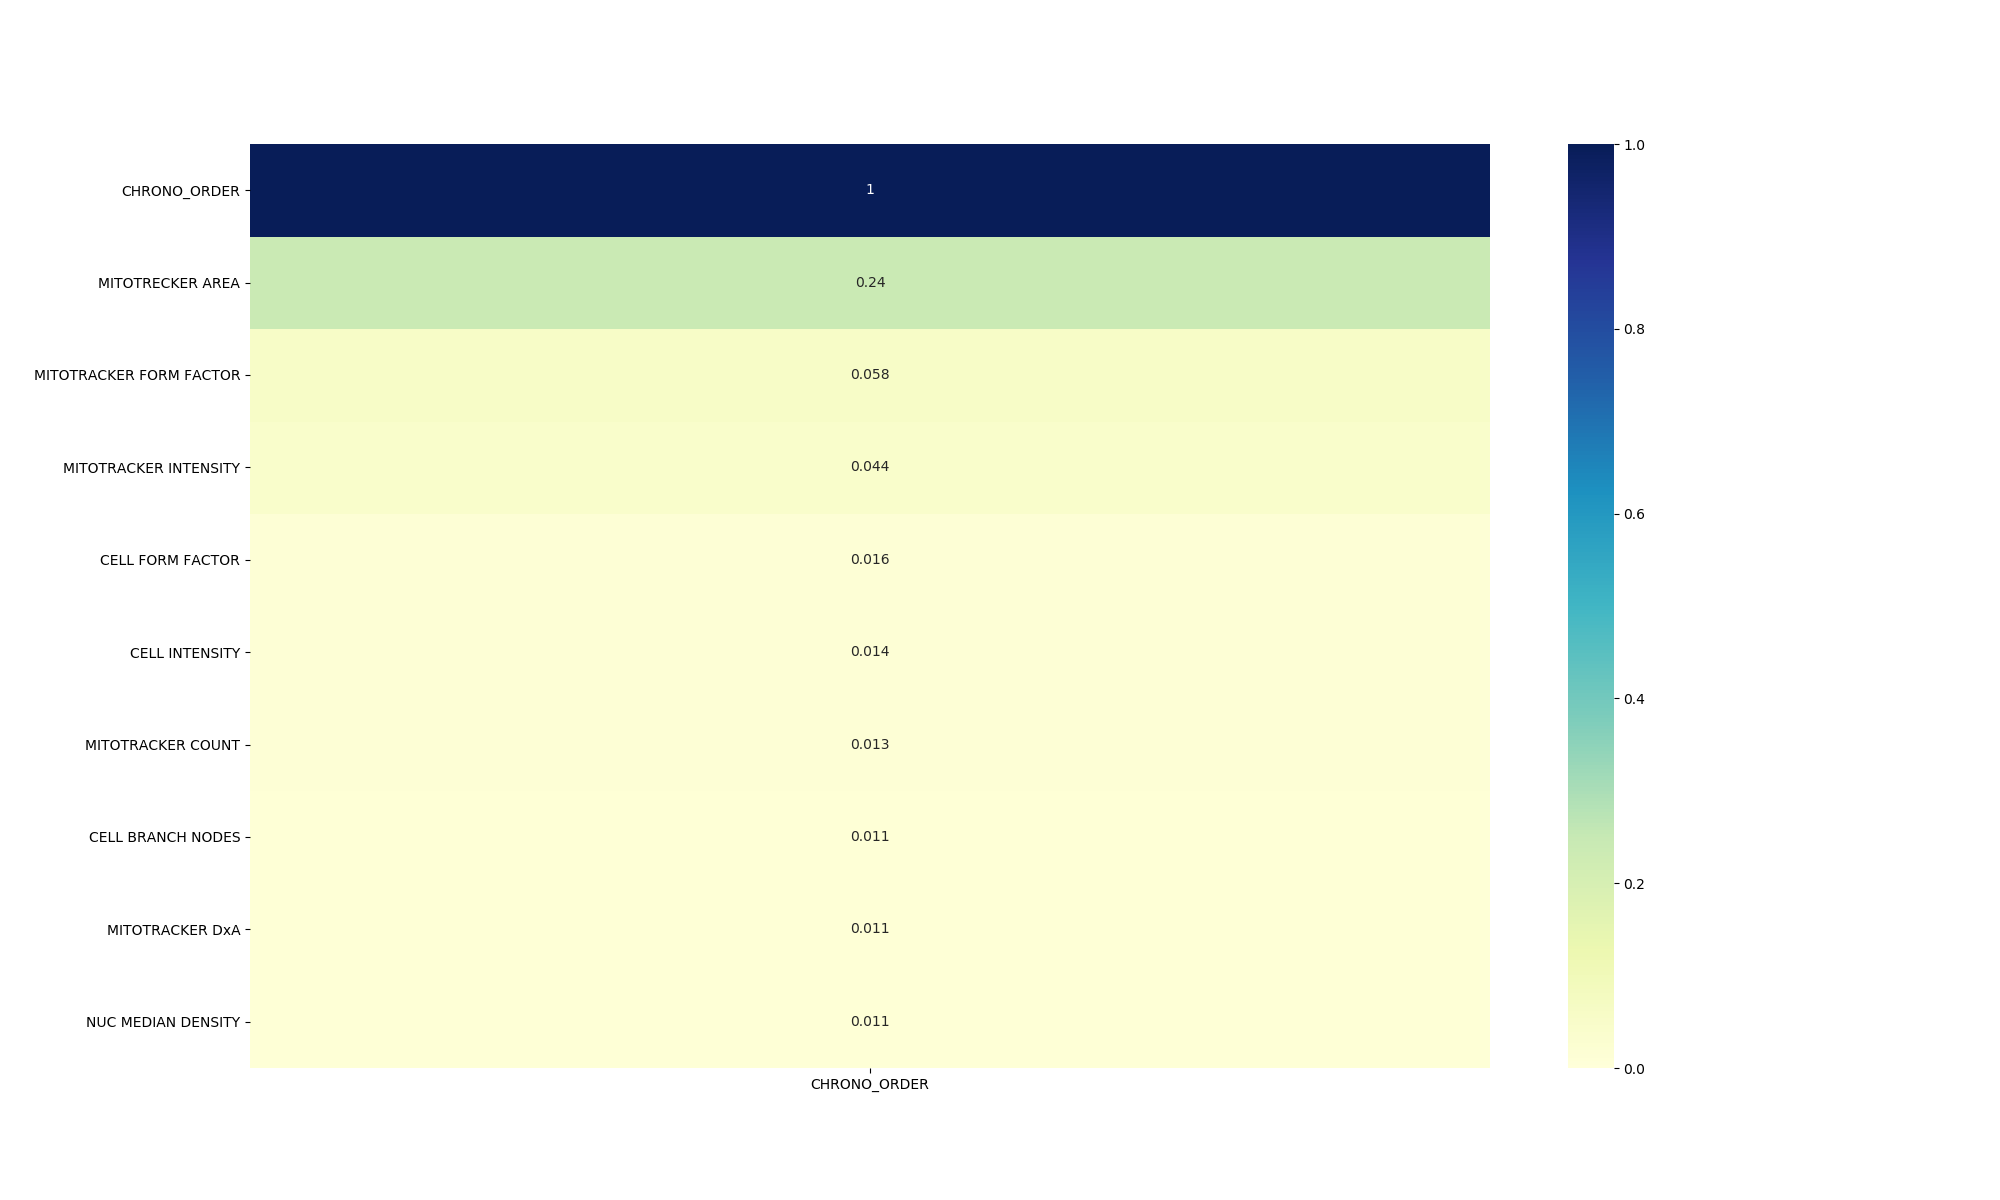 1
1.0
CHRONO_ORDER
MITOTRECKER AREA
0.24
0.8
MITOTRACKER FORM FACTOR
0.058
MITOTRACKER INTENSITY
0.044
0.6
CELL FORM FACTOR
0.016
CELL INTENSITY
0.014
0.4
MITOTRACKER COUNT
0.013
CELL BRANCH NODES
0.011
0.2
MITOTRACKER DxA
0.011
NUC MEDIAN DENSITY
0.011
0.0
CHRONO_ORDER